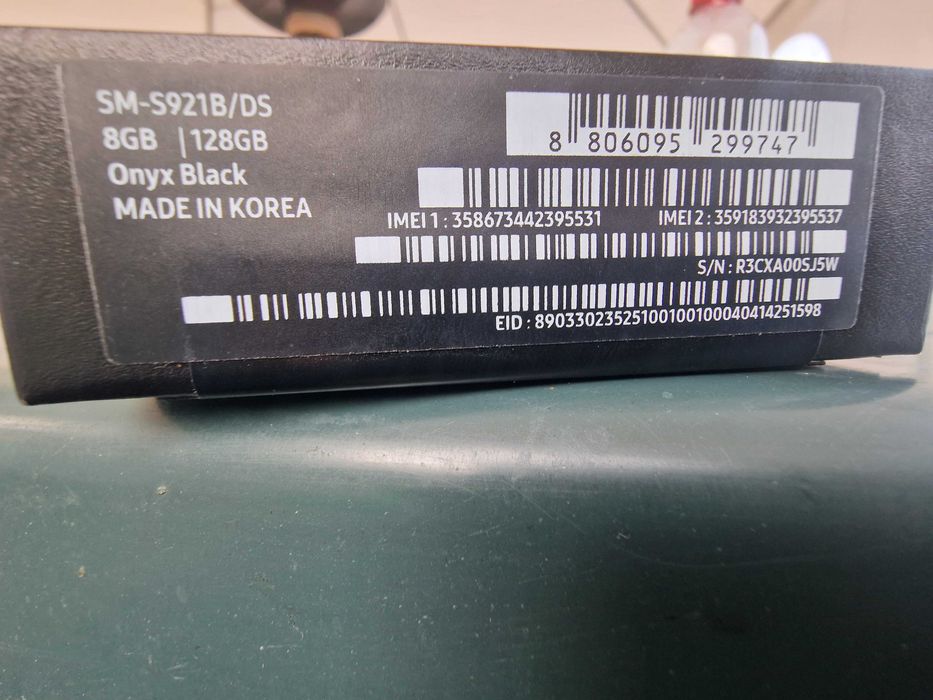 SM-S921B/DS
8GB | 128GB
Onyx Black
MADE IN KOREA
8 806095 299747
IMEI 1 : 358673442395531 IMEI 2 : 359183932395537
S/N : R3CXA00SJ5W
EID : 89033023525100100100040414251598